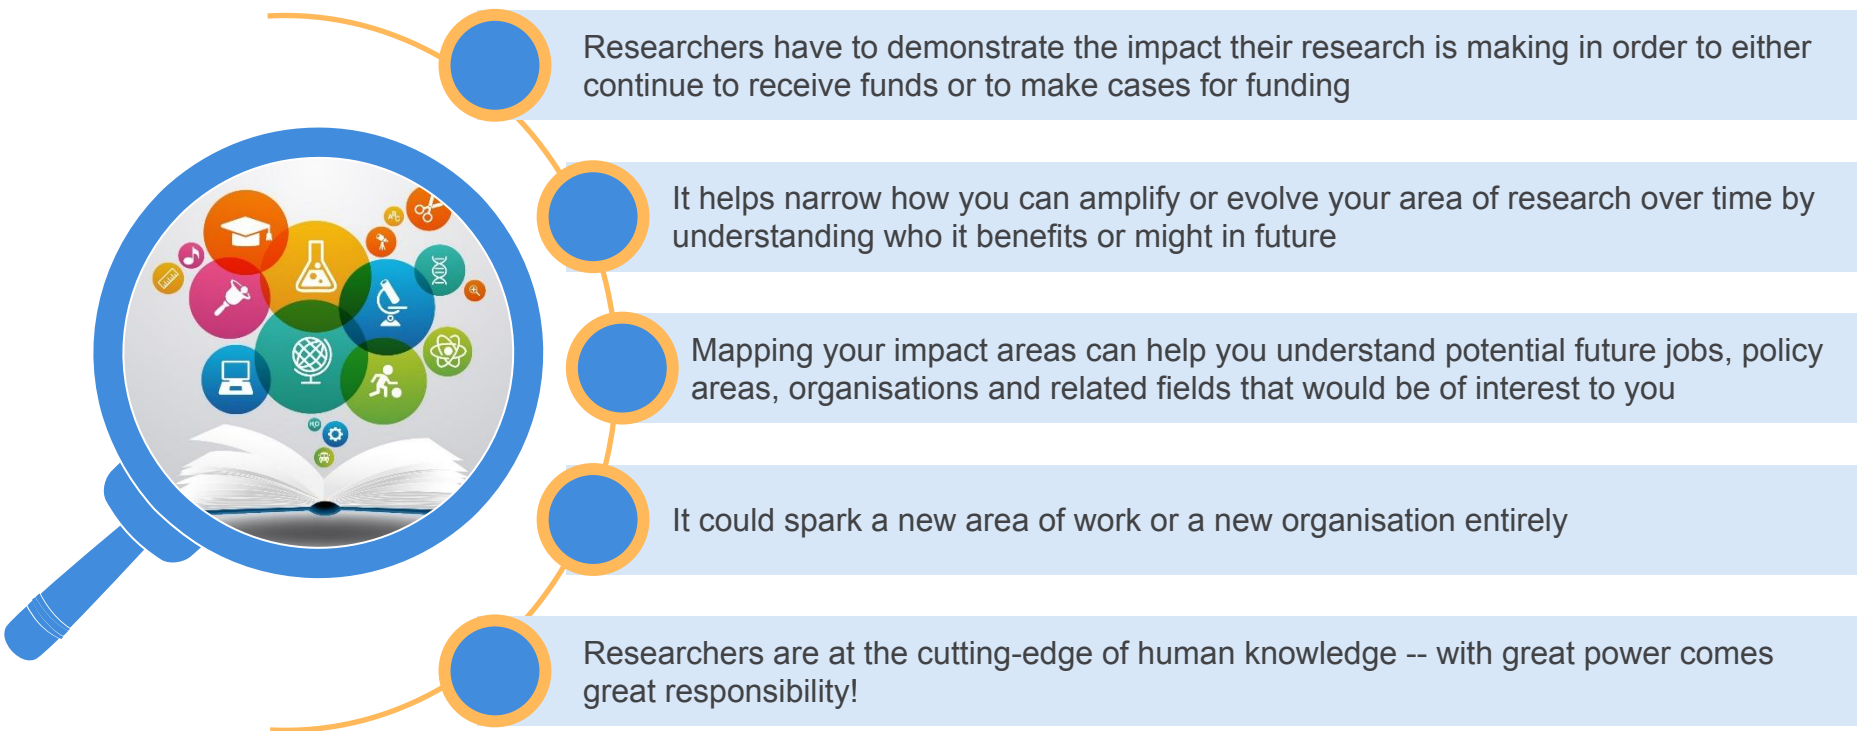 Researchers have to demonstrate the impact their research is making in order to either
continue to receive funds or to make cases for funding
It helps narrow how you can amplify or evolve your area of research over time by
understanding who it benefits or might in future
Mapping your impact areas can help you understand potential future jobs, policy
areas, organisations and related fields that would be of interest to you
It could spark a new area of work or a new organisation entirely
Researchers are at the cutting-edge of human knowledge -- with great power comes
great responsibility!
ABC
H₂O